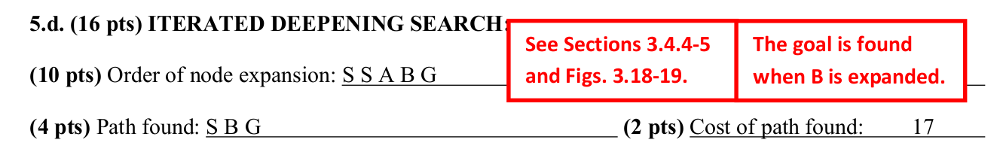 5.d. (16 pts) ITERATED DEEPENING SEARCH:
See Sections 3.4.4-5
and Figs. 3.18-19.
The goal is found
when B is expanded.
(10 pts) Order of node expansion: S S A B G
(4 pts) Path found: S B G (2 pts) Cost of path found: 17